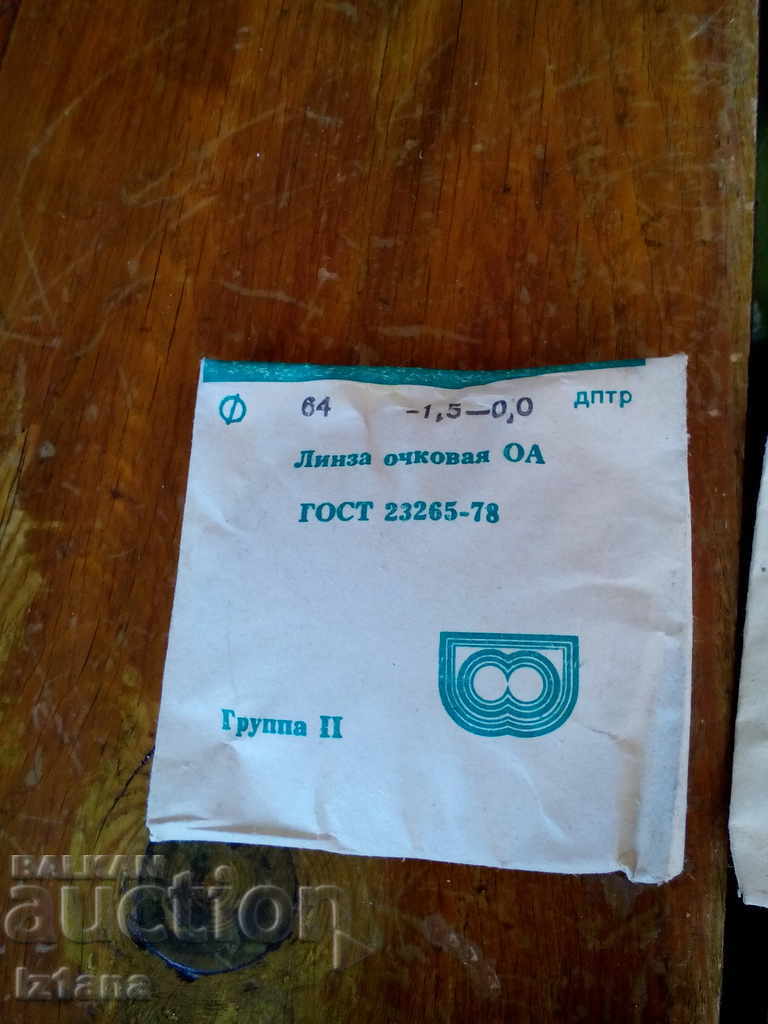 Ø 64 -1,5—0,0 дптр
Линза очковая ОА
ГОСТ 23265-78
Группа II
BALKAN
auction
Iztana